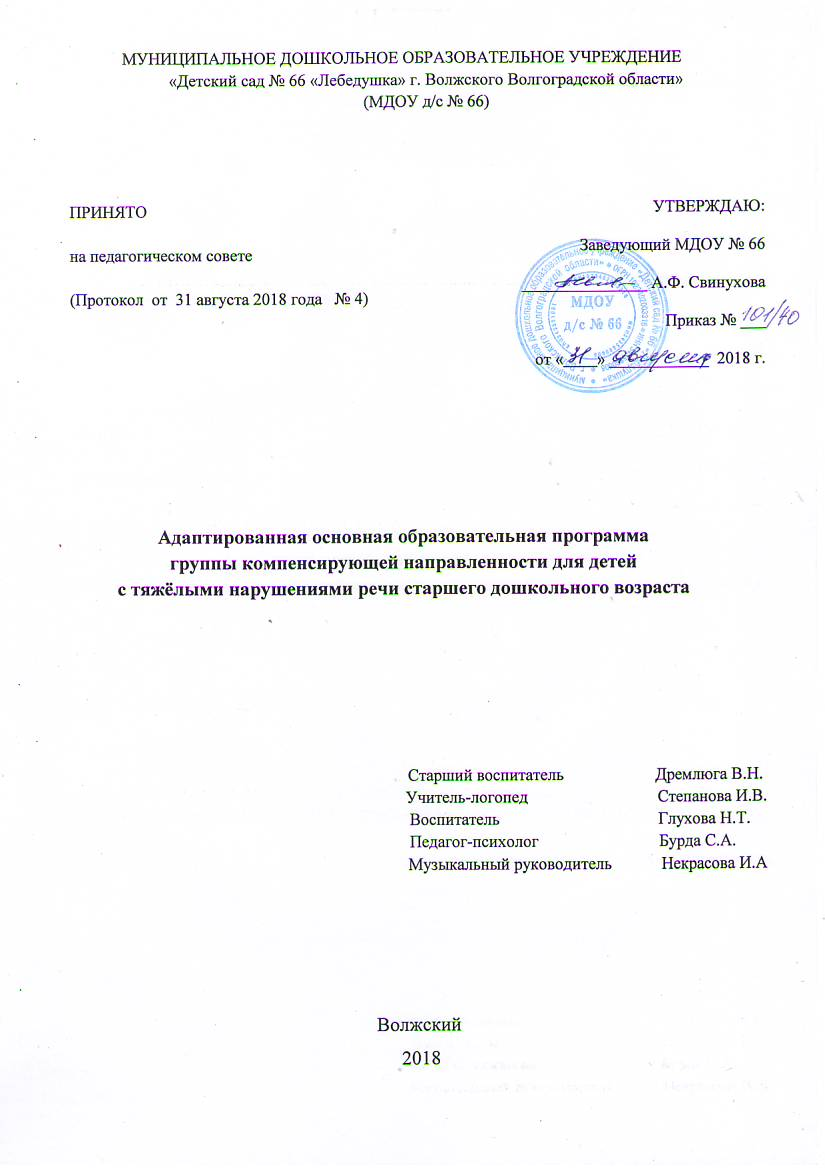 МУНИЦИПАЛЬНОЕ ДОШКОЛЬНОЕ ОБРАЗОВАТЕЛЬНОЕ УЧРЕЖДЕНИЕ
«Детский сад № 66 «Лебедушка» г. Волжского Волгоградской области»
(МДОУ д/с № 66)
ПРИНЯТО
на педагогическом совете
(Протокол от 31 августа 2018 года № 4)
УТВЕРЖДАЮ:
Заведующий МДОУ № 66
А.Ф. Свинухова
Приказ № 101/40
от « 31 » августа 2018 г.
МДОУ
д/с № 66
Адаптированная основная образовательная программа
группы компенсирующей направленности для детей
с тяжёлыми нарушениями речи старшего дошкольного возраста
Старший воспитатель Дремлюга В.Н.
Учитель-логопед Степанова И.В.
Воспитатель Глухова Н.Т.
Педагог-психолог Бурда С.А.
Музыкальный руководитель Некрасова И.А
Волжский
2018